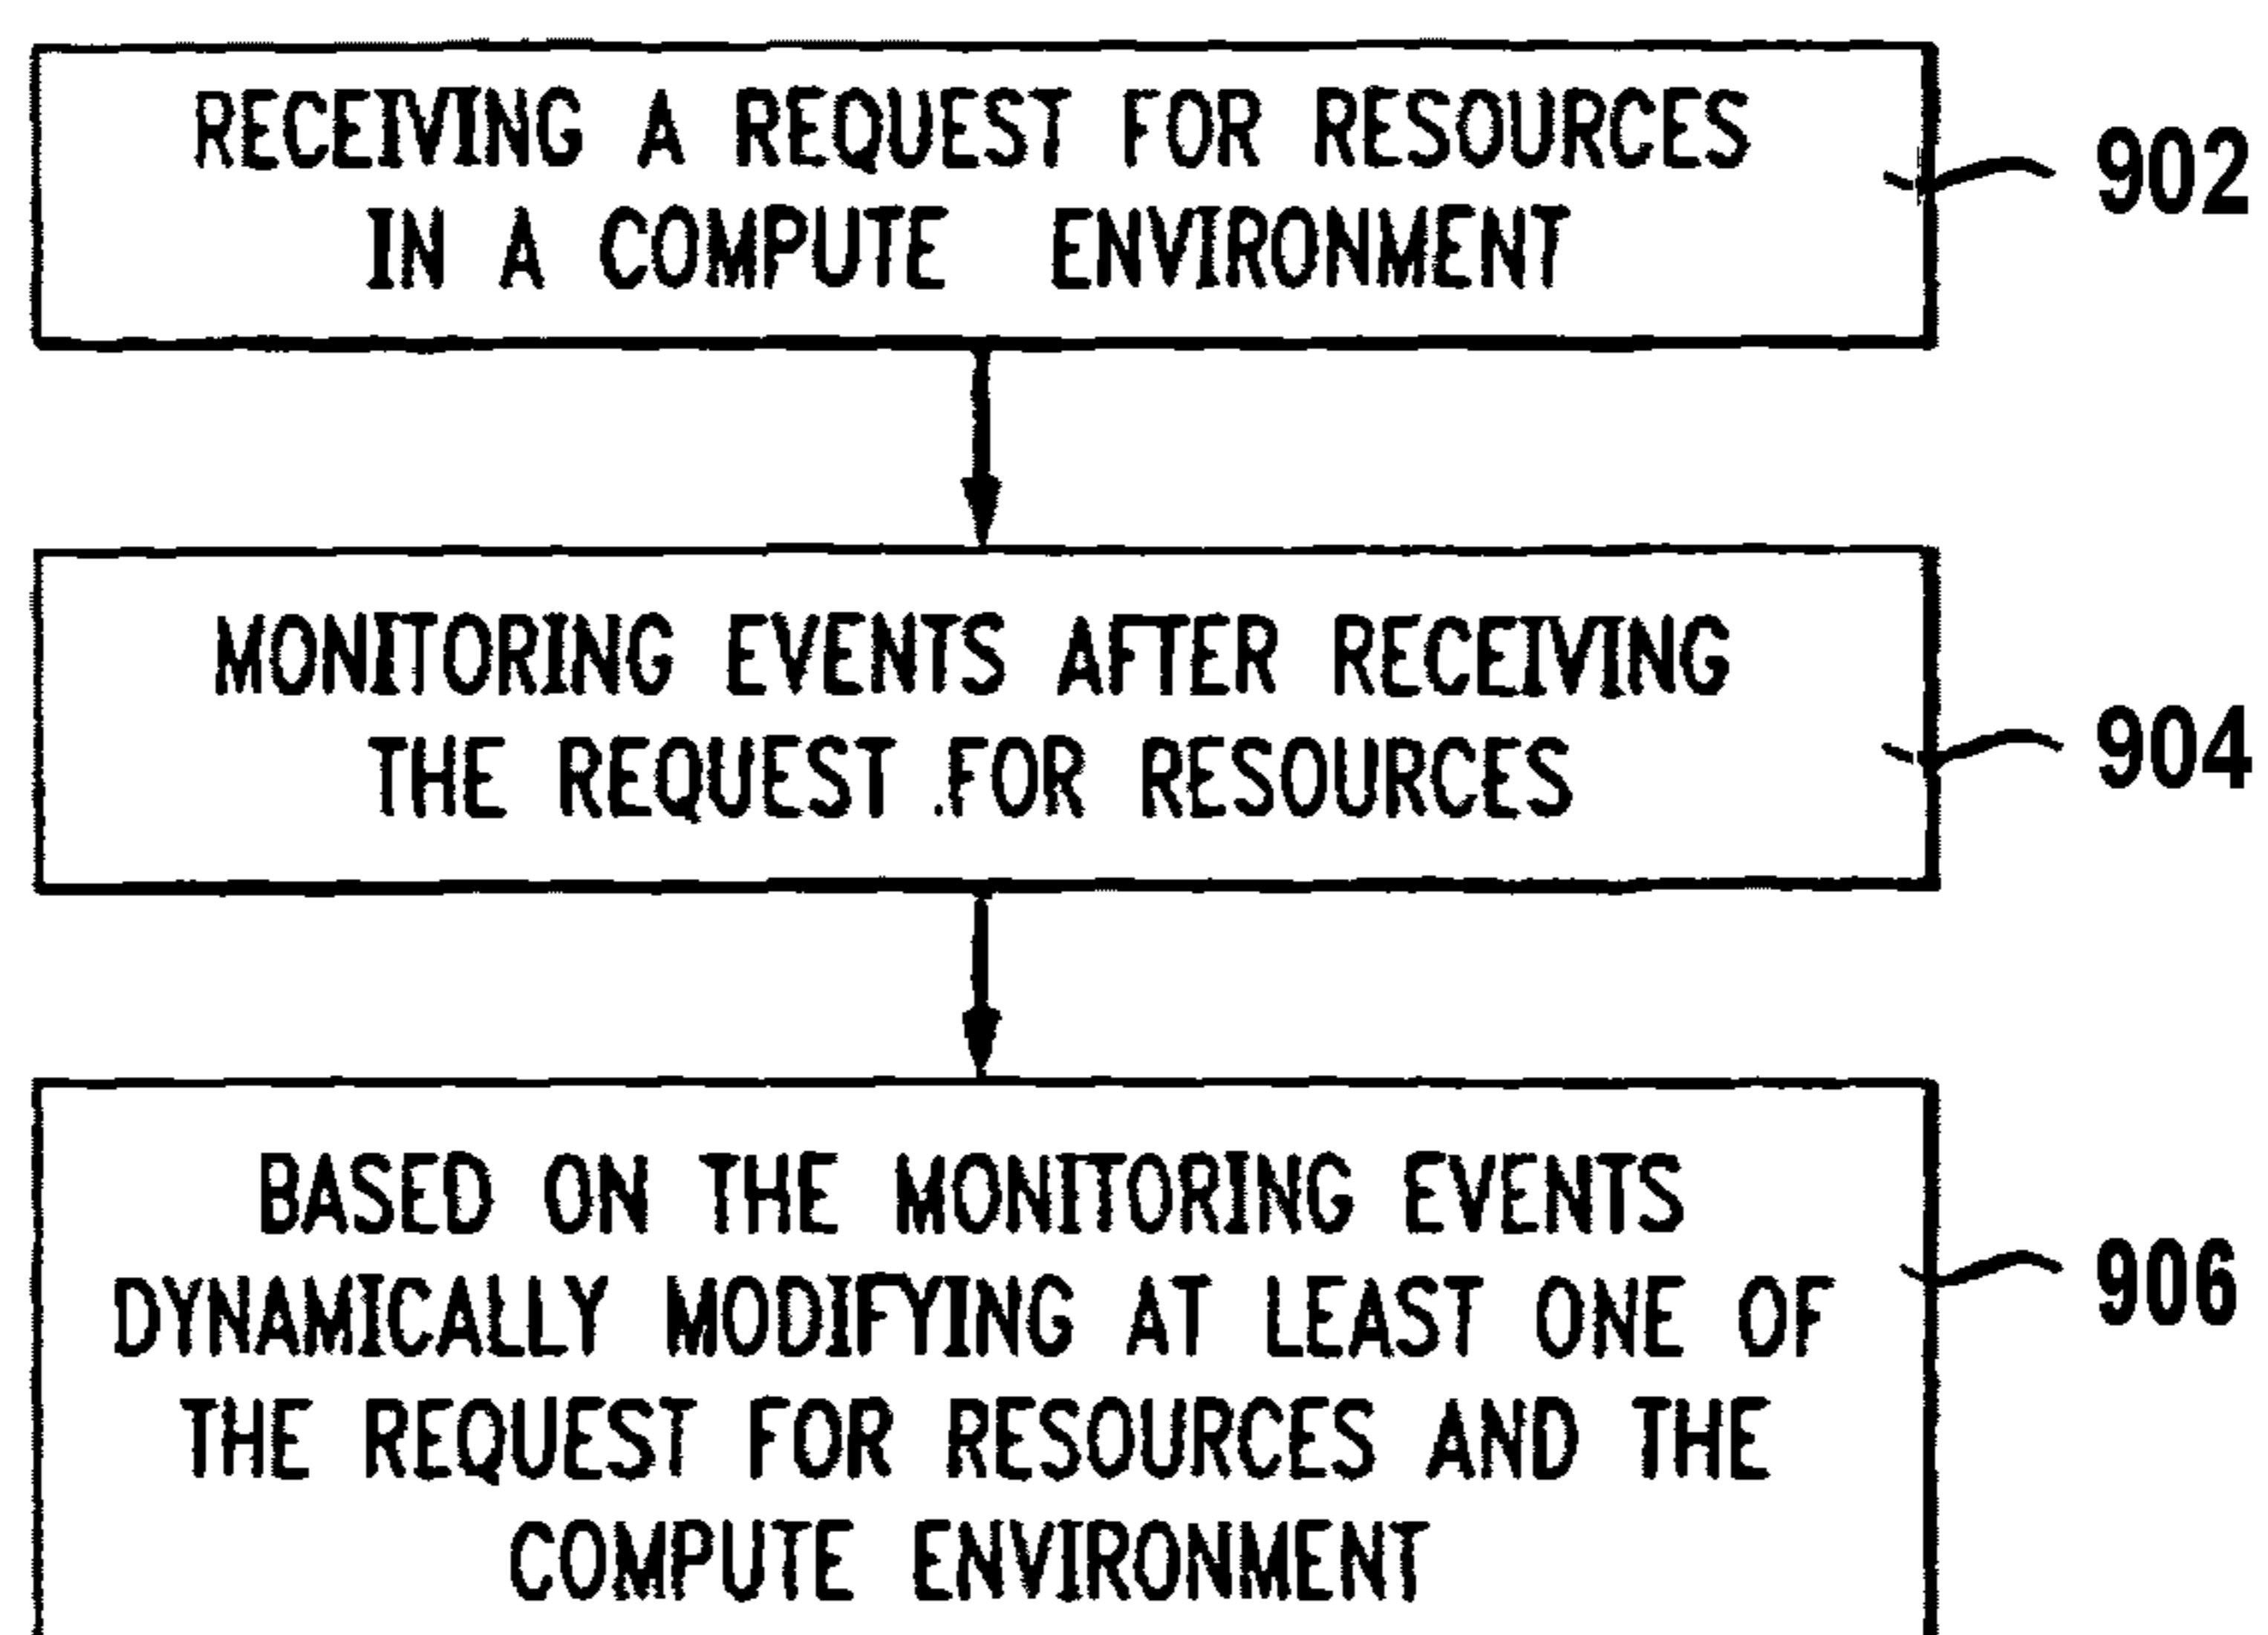 RECEIVING A REQUEST FOR RESOURCES
IN A COMPUTE ENVIRONMENT
902
MONITORING EVENTS AFTER RECEIVING
THE REQUEST FOR RESOURCES
904
BASED ON THE MONITORING EVENTS
DYNAMICALLY MODIFYING AT LEAST ONE OF
THE REQUEST FOR RESOURCES AND THE
COMPUTE ENVIRONMENT
906